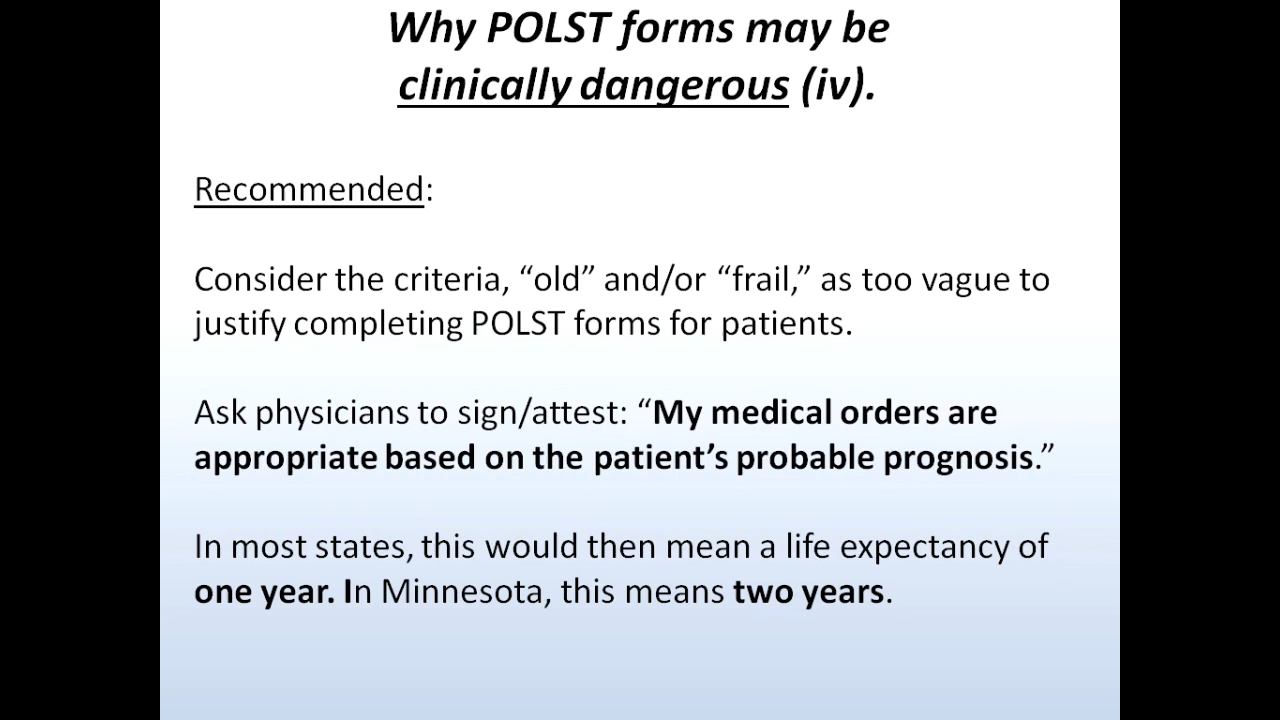 Why POLST forms may be
clinically dangerous (iv).
Recommended:
Consider the criteria, “old” and/or “frail,” as too vague to
justify completing POLST forms for patients.
Ask physicians to sign/attest: “My medical orders are
appropriate based on the patient’s probable prognosis.”
In most states, this would then mean a life expectancy of
one year. In Minnesota, this means two years.